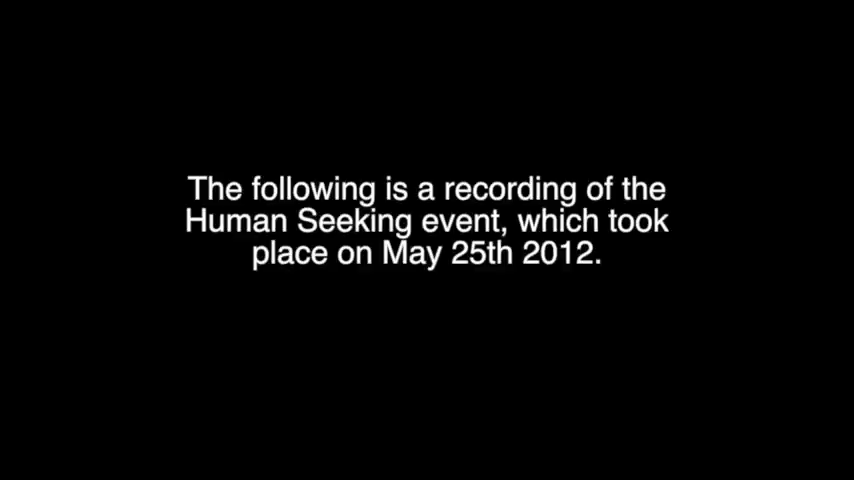 The following is a recording of the
Human Seeking event, which took
place on May 25th 2012.